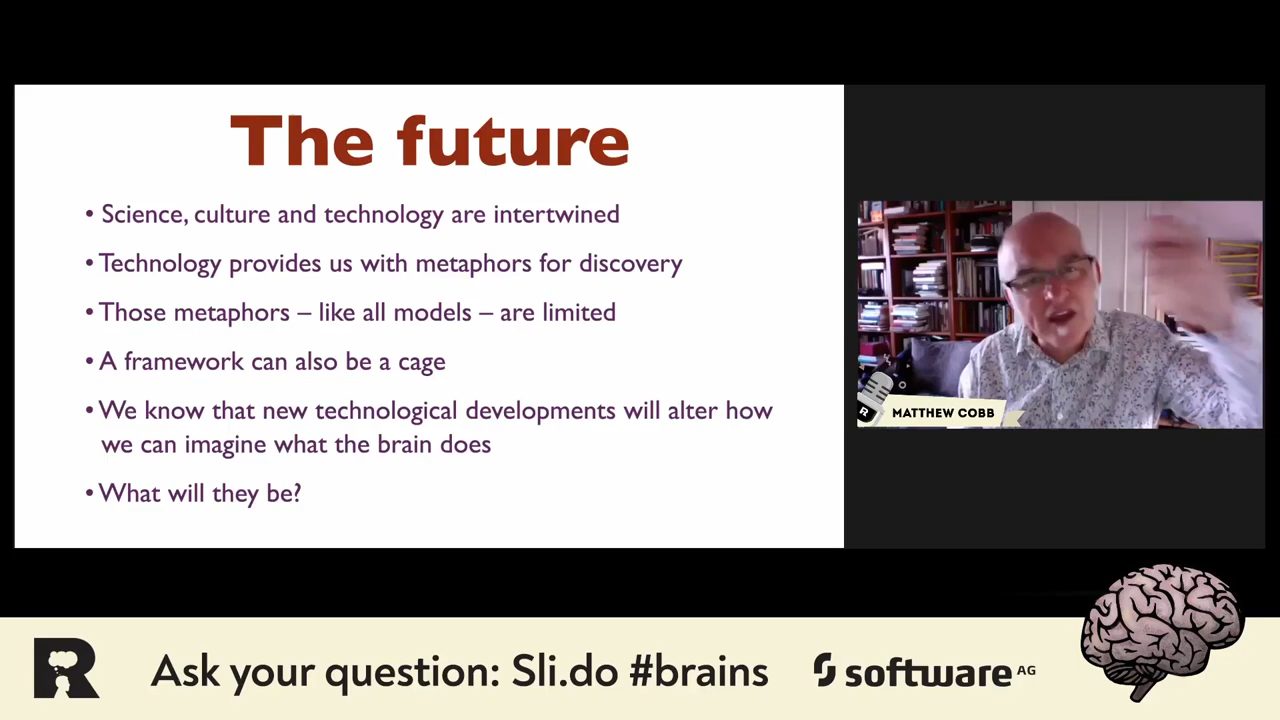 The future
• Science, culture and technology are intertwined
• Technology provides us with metaphors for discovery
• Those metaphors – like all models – are limited
• A framework can also be a cage
• We know that new technological developments will alter how
we can imagine what the brain does
• What will they be?
R
MATTHEW COBB
R
Ask your question: Sli.do #brains
software AG